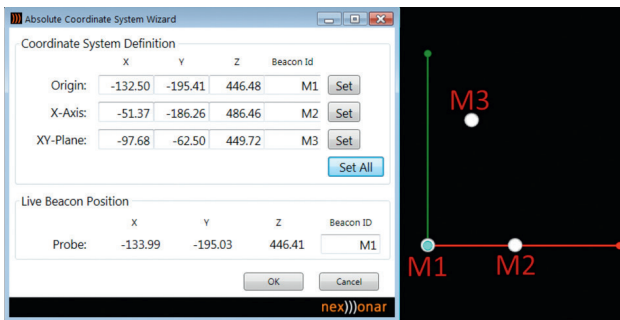 Absolute Coordinate System Wizard
Coordinate System Definition
X Y Z Beacon Id
Origin: -132.50 -195.41 446.48 M1 Set
X-Axis: -51.37 -186.26 486.46 M2 Set
XY-Plane: -97.68 -62.50 449.72 M3 Set
Set All
Live Beacon Position
X Y Z Beacon ID
Probe: -133.99 -195.03 446.41 M1
OK Cancel
nex)))onar
M3
M1 M2